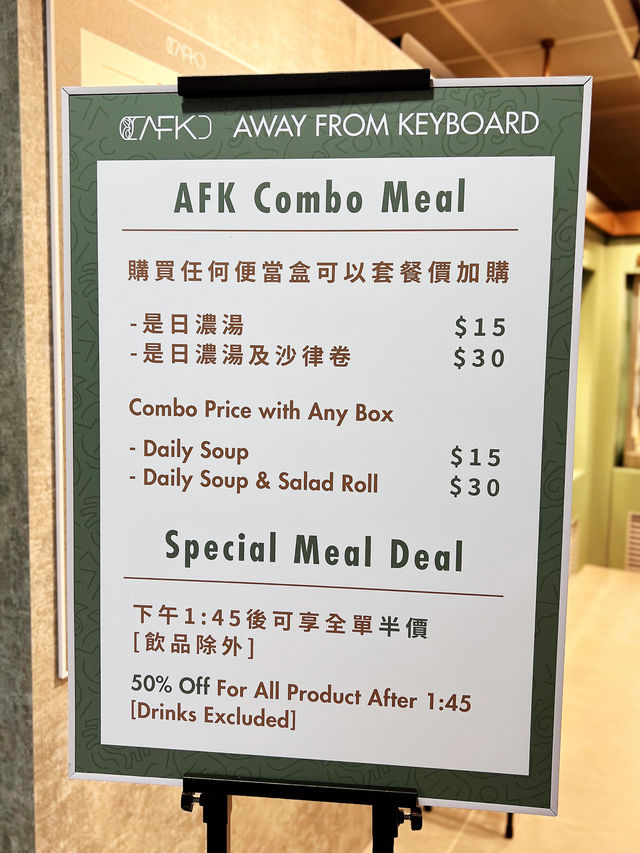 CAFK AWAY FROM KEYBOARD
AFK Combo Meal
購買任何便當盒可以套餐價加購
-是日濃湯 $15
-是日濃湯及沙律卷 $30
Combo Price with Any Box
- Daily Soup $15
- Daily Soup & Salad Roll $30
Special Meal Deal
下午1:45後可享全單半價
[飲品除外]
50% Off For All Product After 1:45
[Drinks Excluded]